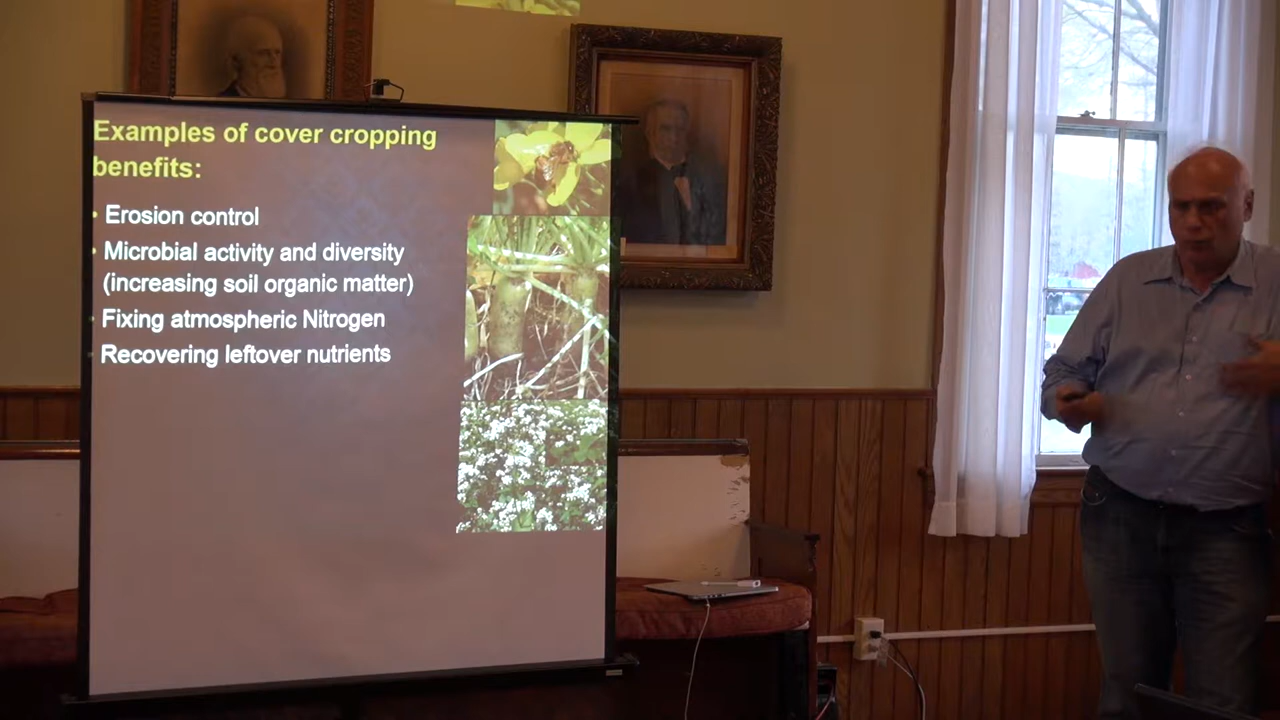 Examples of cover cropping
benefits:
• Erosion control
• Microbial activity and diversity
(increasing soil organic matter)
• Fixing atmospheric Nitrogen
• Recovering leftover nutrients